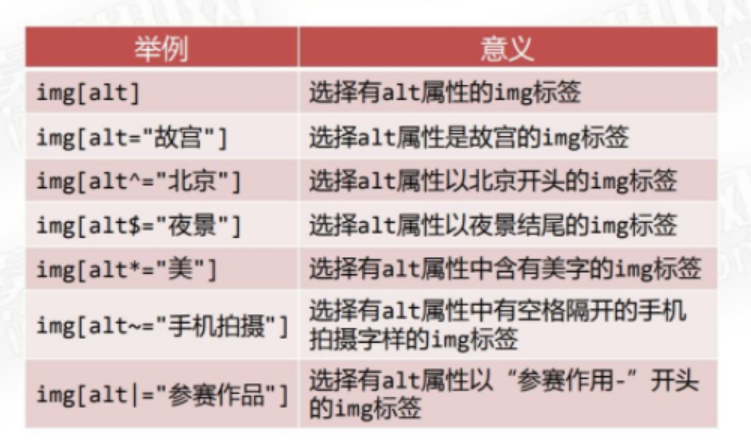 举例 意义
img[alt] 选择有alt属性的img标签
img[alt="故宫"] 选择alt属性是故宫的img标签
img[alt^="北京"] 选择alt属性以北京开头的img标签
img[alt$="夜景"] 选择alt属性以夜景结尾的img标签
img[alt*="美"] 选择有alt属性中含有美字的img标签
img[alt~="手机拍摄"] 选择有alt属性中有空格隔开的手机
拍摄字样的img标签
img[alt|="参赛作品"] 选择有alt属性以“参赛作用-”开头
的img标签